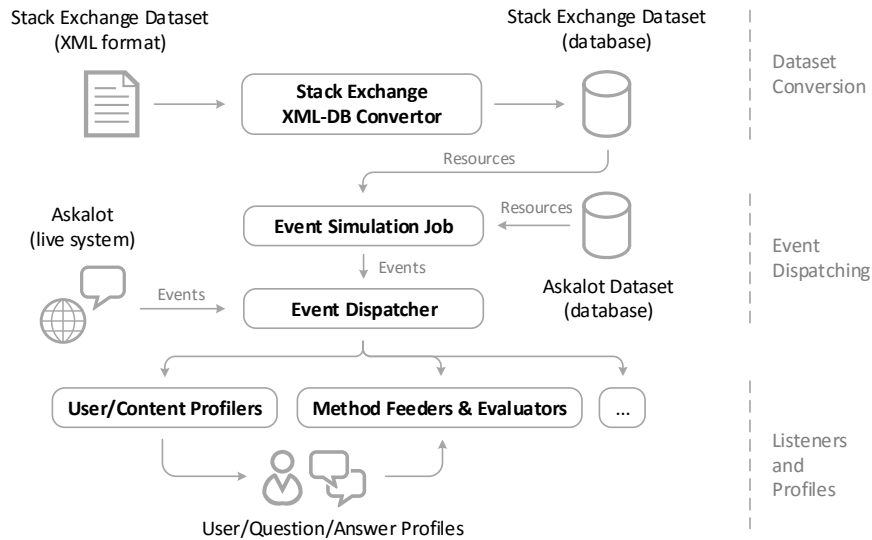 Stack Exchange Dataset
(XML format)
Stack Exchange Dataset
(database)
Dataset
Conversion
Stack Exchange
XML-DB Convertor
Resources
Askalot
(live system)
Event Simulation Job
Resources
Event
Dispatching
Events
Events
Event Dispatcher
Askalot Dataset
(database)
User/Content Profilers
Method Feeders & Evaluators
...
Listeners
and
Profiles
User/Question/Answer Profiles